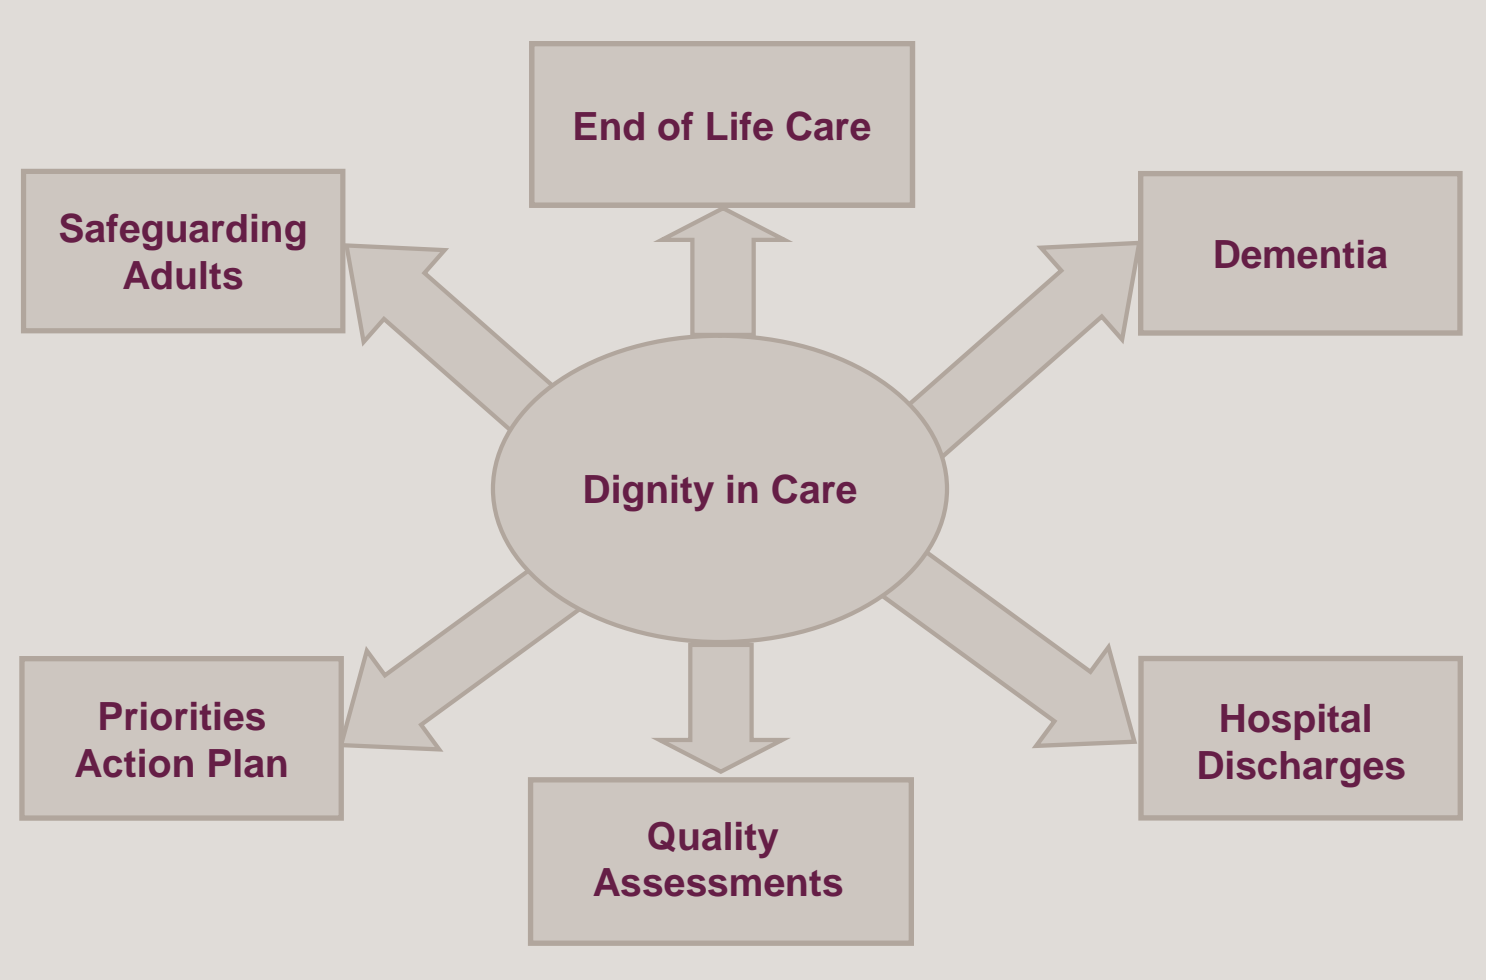 End of Life Care
Safeguarding
Adults
Dementia
Dignity in Care
Priorities
Action Plan
Hospital
Discharges
Quality
Assessments